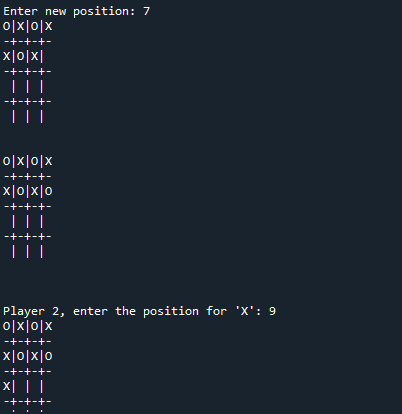 Enter new position: 7
O|X|O|X
-+-+-+-
X|O|X|
-+-+-+-
 | | |
-+-+-+-
 | | |
O|X|O|X
-+-+-+-
X|O|X|O
-+-+-+-
 | | |
-+-+-+-
 | | |
Player 2, enter the position for 'X': 9
O|X|O|X
-+-+-+-
X|O|X|O
-+-+-+-
X| | |
-+-+-+-